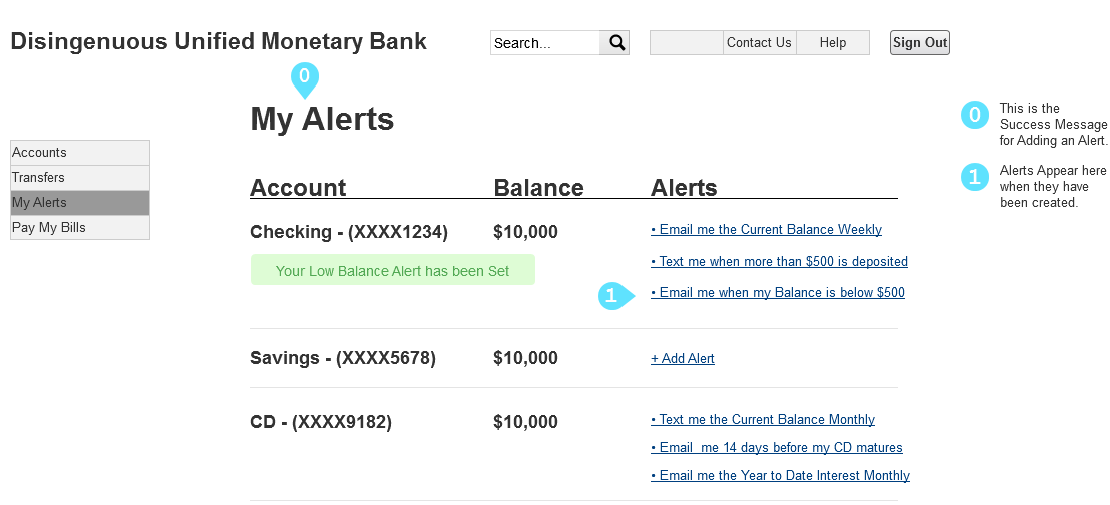 Disingenuous Unified Monetary Bank
Search...
Contact Us
Help
Sign Out
0
My Alerts
0
This is the
Success Message
for Adding an Alert.
1
Alerts Appear here
when they have
been created.
Accounts
Transfers
My Alerts
Pay My Bills
Account Balance Alerts
Checking - (XXXX1234) $10,000
• Email me the Current Balance Weekly
Your Low Balance Alert has been Set
• Text me when more than $500 is deposited
1
• Email me when my Balance is below $500
Savings - (XXXX5678) $10,000 + Add Alert
CD - (XXXX9182) $10,000
• Text me the Current Balance Monthly
• Email  me 14 days before my CD matures
• Email me the Year to Date Interest Monthly